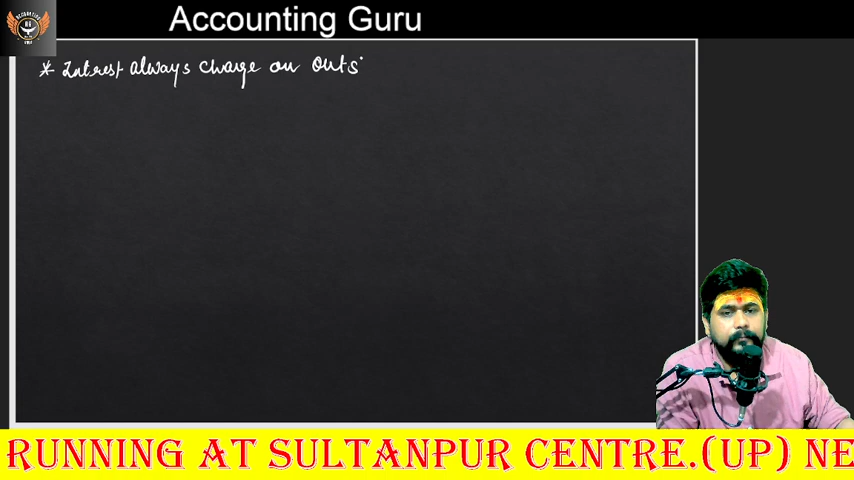 Accounting Guru
* Interest always charge on outs
RUNNING AT SULTANPUR CENTRE.(UP) NE